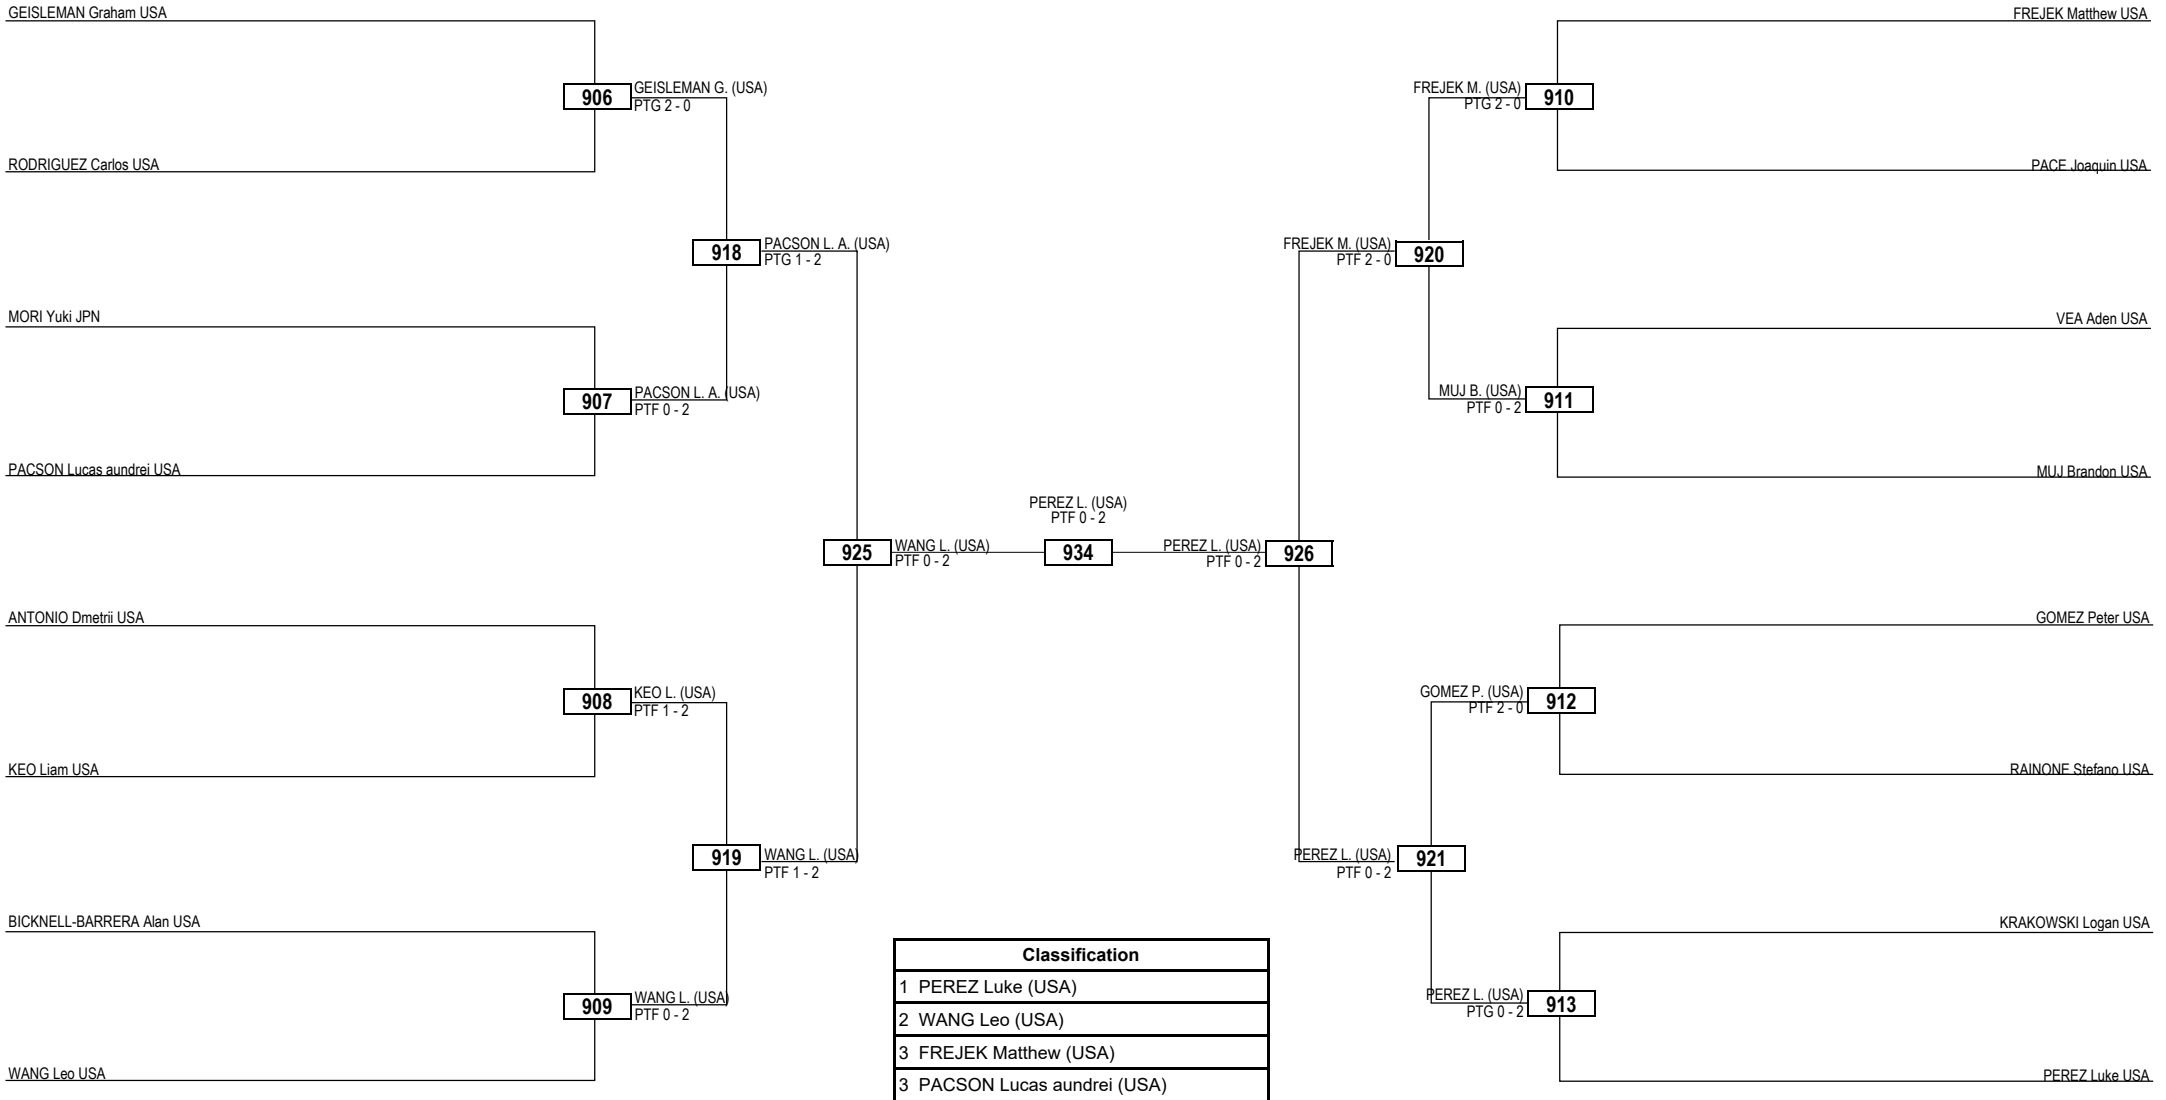 GEISLEMAN Graham USA
FREJEK Matthew USA
906
GEISLEMAN G. (USA)
PTG 2 - 0
FREJEK M. (USA)
PTG 2 - 0
910
RODRIGUEZ Carlos USA
PACE Joaquin USA
918
PACSON L. A. (USA)
PTG 1 - 2
FREJEK M. (USA)
PTF 2 - 0
920
MORI Yuki JPN
VEA Aden USA
907
PACSON L. A. (USA)
PTF 0 - 2
MUJ B. (USA)
PTF 0 - 2
911
PACSON Lucas aundrei USA
MUJ Brandon USA
PEREZ L. (USA)
PTF 0 - 2
925
WANG L. (USA)
PTF 0 - 2
934
PEREZ L. (USA)
PTF 0 - 2
926
ANTONIO Dmetrii USA
GOMEZ Peter USA
908
KEO L. (USA)
PTF 1 - 2
GOMEZ P. (USA)
PTF 2 - 0
912
KEO Liam USA
RAINONE Stefano USA
919
WANG L. (USA)
PTF 1 - 2
PEREZ L. (USA)
PTF 0 - 2
921
BICKNELL-BARRERA Alan USA
KRAKOWSKI Logan USA
909
WANG L. (USA)
PTF 0 - 2
PEREZ L. (USA)
PTG 0 - 2
913
WANG Leo USA
PEREZ Luke USA
Classification
1 PEREZ Luke (USA)
2 WANG Leo (USA)
3 FREJEK Matthew (USA)
3 PACSON Lucas aundrei (USA)